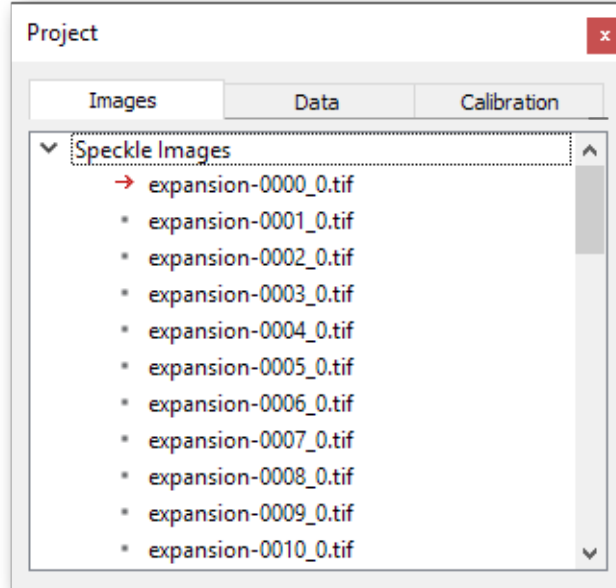 Project
x
Images Data Calibration
Speckle Images
expansion-0000_0.tif
expansion-0001_0.tif
expansion-0002_0.tif
expansion-0003_0.tif
expansion-0004_0.tif
expansion-0005_0.tif
expansion-0006_0.tif
expansion-0007_0.tif
expansion-0008_0.tif
expansion-0009_0.tif
expansion-0010_0.tif